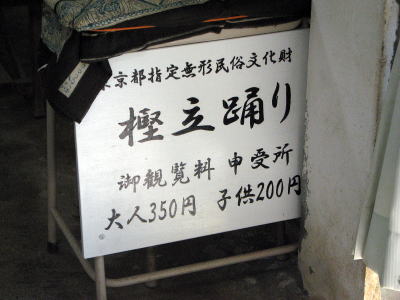 東京都指定無形民俗文化財
樫立踊り
御観覧料 申受所
大人350円 子供200円